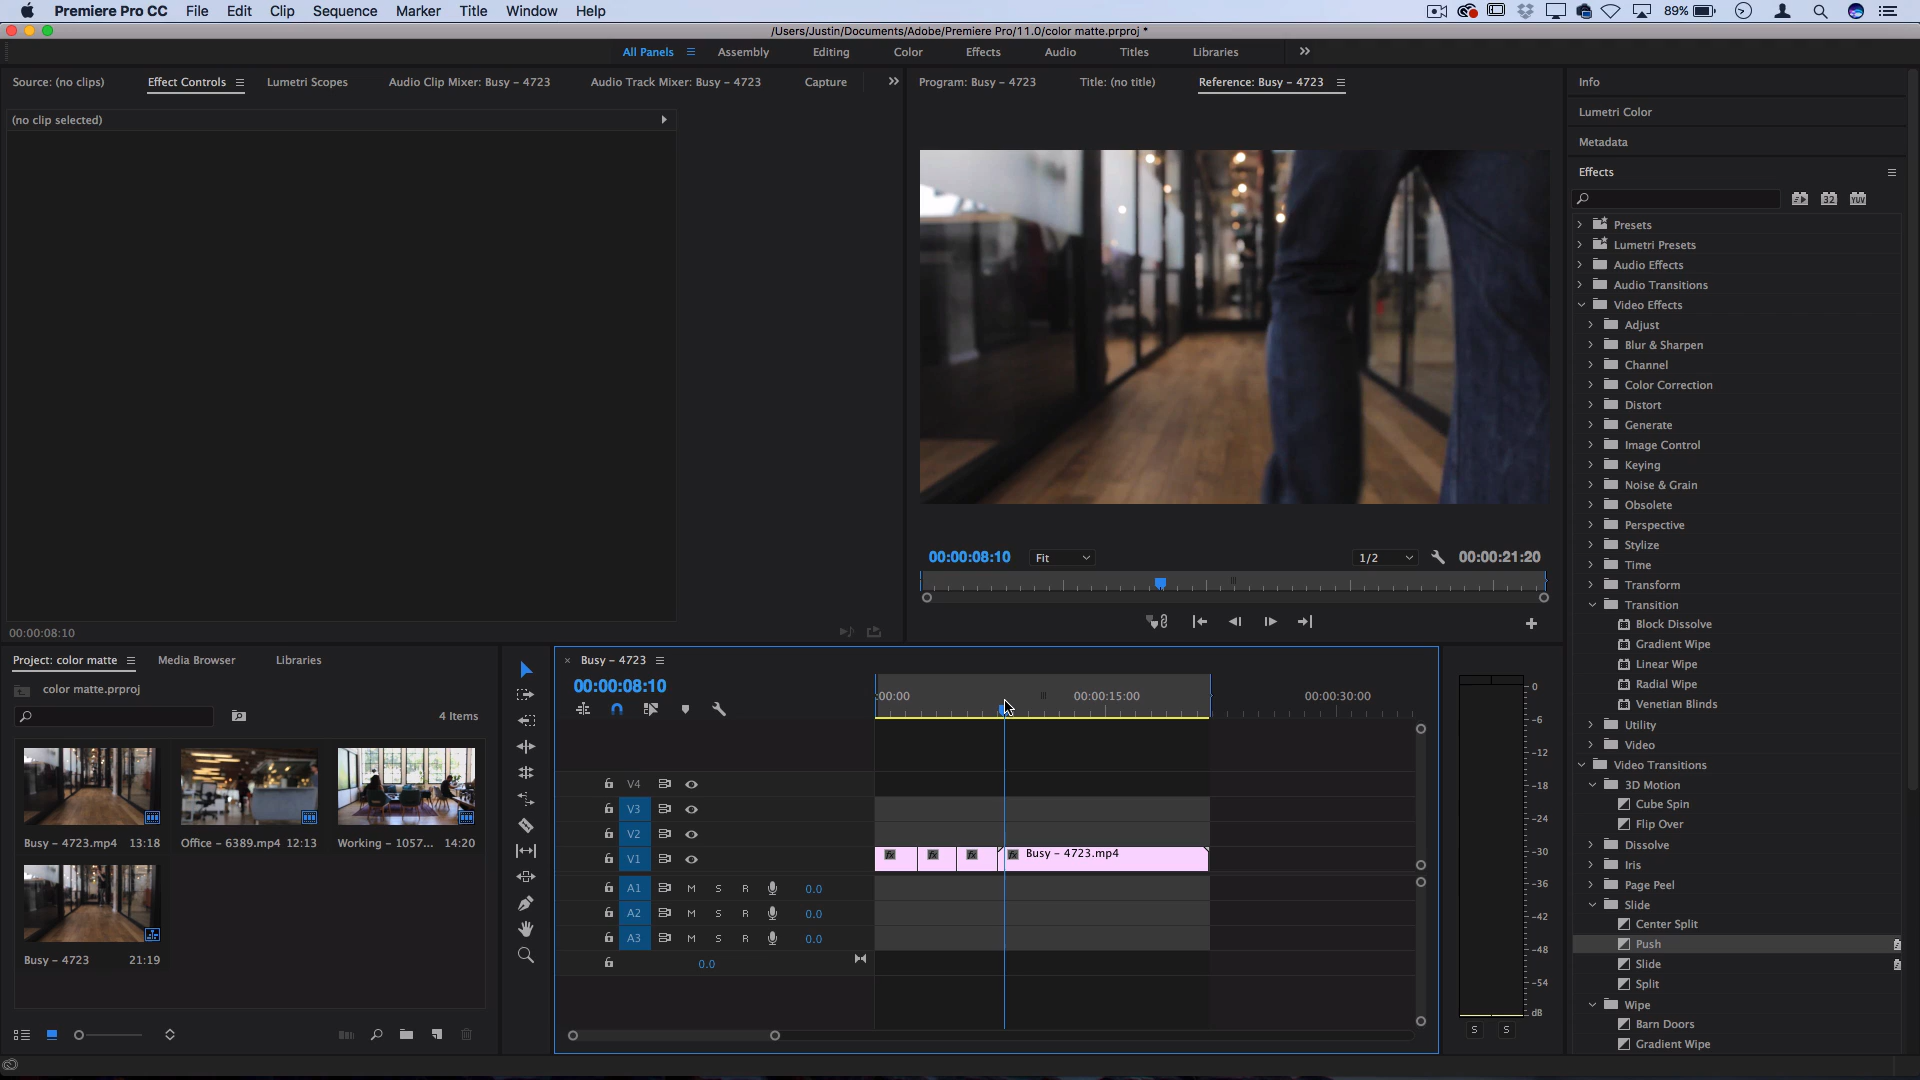 Premiere Pro CC File Edit Clip Sequence Marker Title Window Help 89%
/Users/Justin/Documents/Adobe/Premiere Pro/11.0/color matte.prproj *
All Panels Assembly Editing Color Effects Audio Titles Libraries
Source: (no clips) Effect Controls Lumetri Scopes Audio Clip Mixer: Busy – 4723 Audio Track Mixer: Busy – 4723 Capture
(no clip selected)
00:00:08:10
Program: Busy – 4723 Title: (no title) Reference: Busy – 4723
00:00:08:10 Fit 1/2 00:00:21:20
Info
Lumetri Color
Metadata
Effects
32 YUV
Presets
Lumetri Presets
Audio Effects
Audio Transitions
Video Effects
Adjust
Blur & Sharpen
Channel
Color Correction
Distort
Generate
Image Control
Keying
Noise & Grain
Obsolete
Perspective
Stylize
Time
Transform
Transition
Block Dissolve
Gradient Wipe
Linear Wipe
Radial Wipe
Venetian Blinds
Utility
Video
Video Transitions
3D Motion
Cube Spin
Flip Over
Dissolve
Iris
Page Peel
Slide
Center Split
Push
Slide
Split
Wipe
Barn Doors
Gradient Wipe
Project: color matte Media Browser Libraries
color matte.prproj
4 Items
Busy – 4723.mp4 13:18 Office – 6389.mp4 12:13 Working – 1057... 14:20
Busy – 4723 21:19
Busy – 4723
00:00:08:10
:00:00 00:00:15:00 00:00:30:00
V4
V3
V2
V1 fx fx fx fx Busy – 4723.mp4
A1 M S R 0.0
A2 M S R 0.0
A3 M S R 0.0
0.0
0
-6
-12
-18
-24
-30
-36
-42
-48
-54
dB
S S